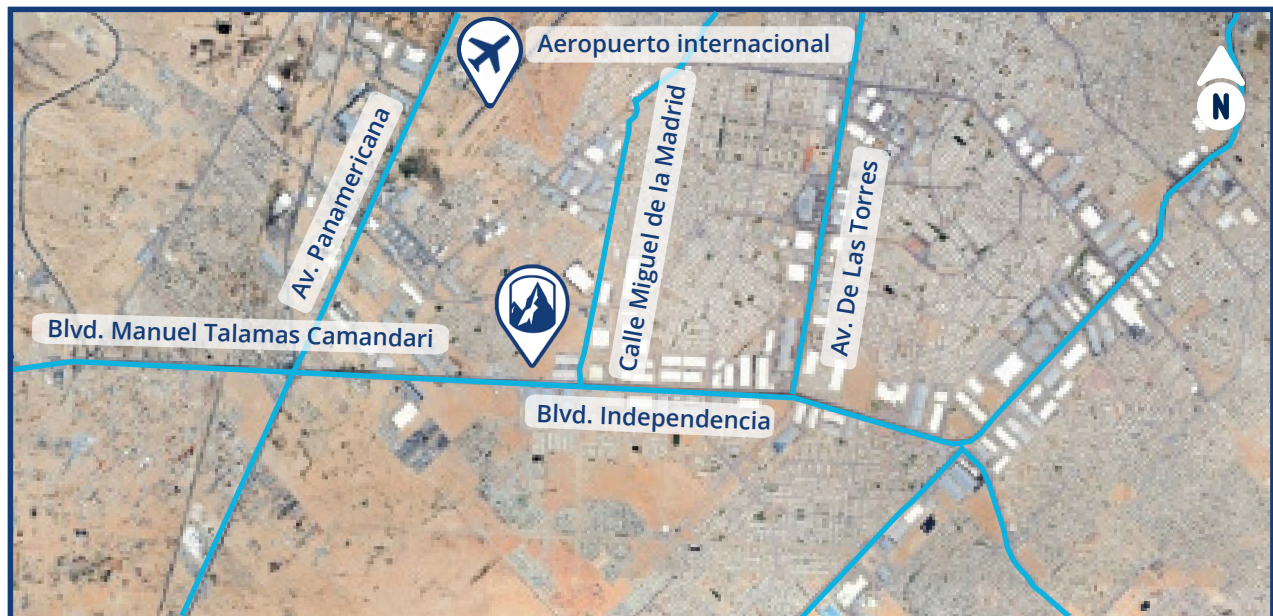 Aeropuerto internacional
N
Av. Panamericana
Calle Miguel de la Madrid
Av. De Las Torres
Blvd. Manuel Talamas Camandari
Blvd. Independencia